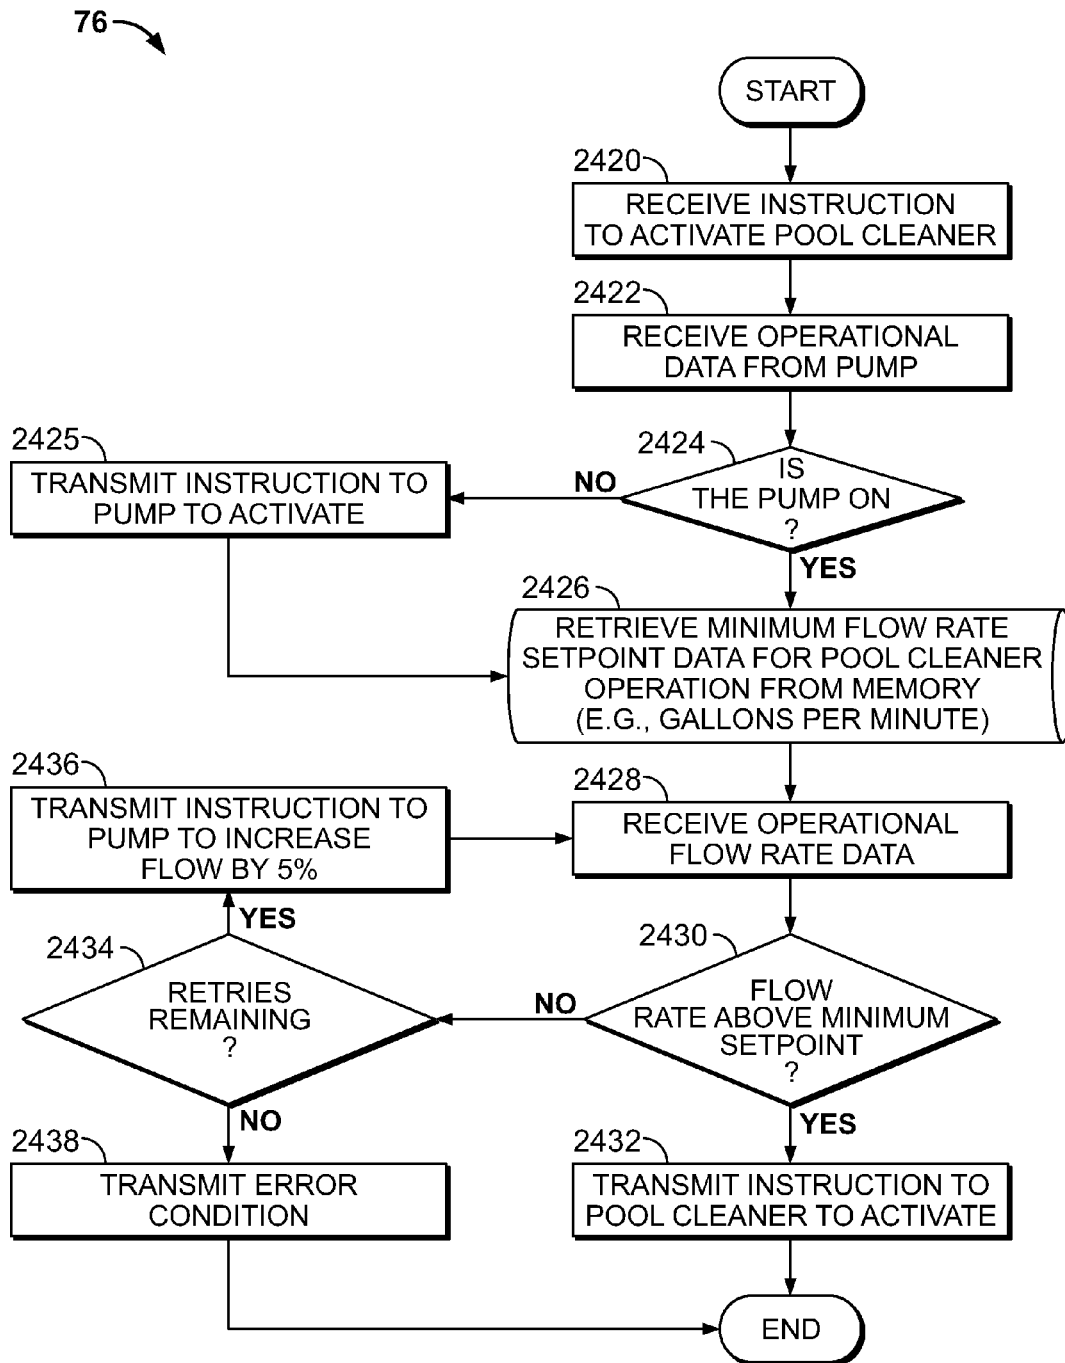 76
START
2420
RECEIVE INSTRUCTION
TO ACTIVATE POOL CLEANER
2422
RECEIVE OPERATIONAL
DATA FROM PUMP
2424
IS
THE PUMP ON
?
NO
YES
2425
TRANSMIT INSTRUCTION TO
PUMP TO ACTIVATE
2426
RETRIEVE MINIMUM FLOW RATE
SETPOINT DATA FOR POOL CLEANER
OPERATION FROM MEMORY
(E.G., GALLONS PER MINUTE)
2436
TRANSMIT INSTRUCTION TO
PUMP TO INCREASE
FLOW BY 5%
2428
RECEIVE OPERATIONAL
FLOW RATE DATA
YES
2434
RETRIES
REMAINING
?
NO
2430
FLOW
RATE ABOVE MINIMUM
SETPOINT
?
NO
YES
2438
TRANSMIT ERROR
CONDITION
2432
TRANSMIT INSTRUCTION TO
POOL CLEANER TO ACTIVATE
END